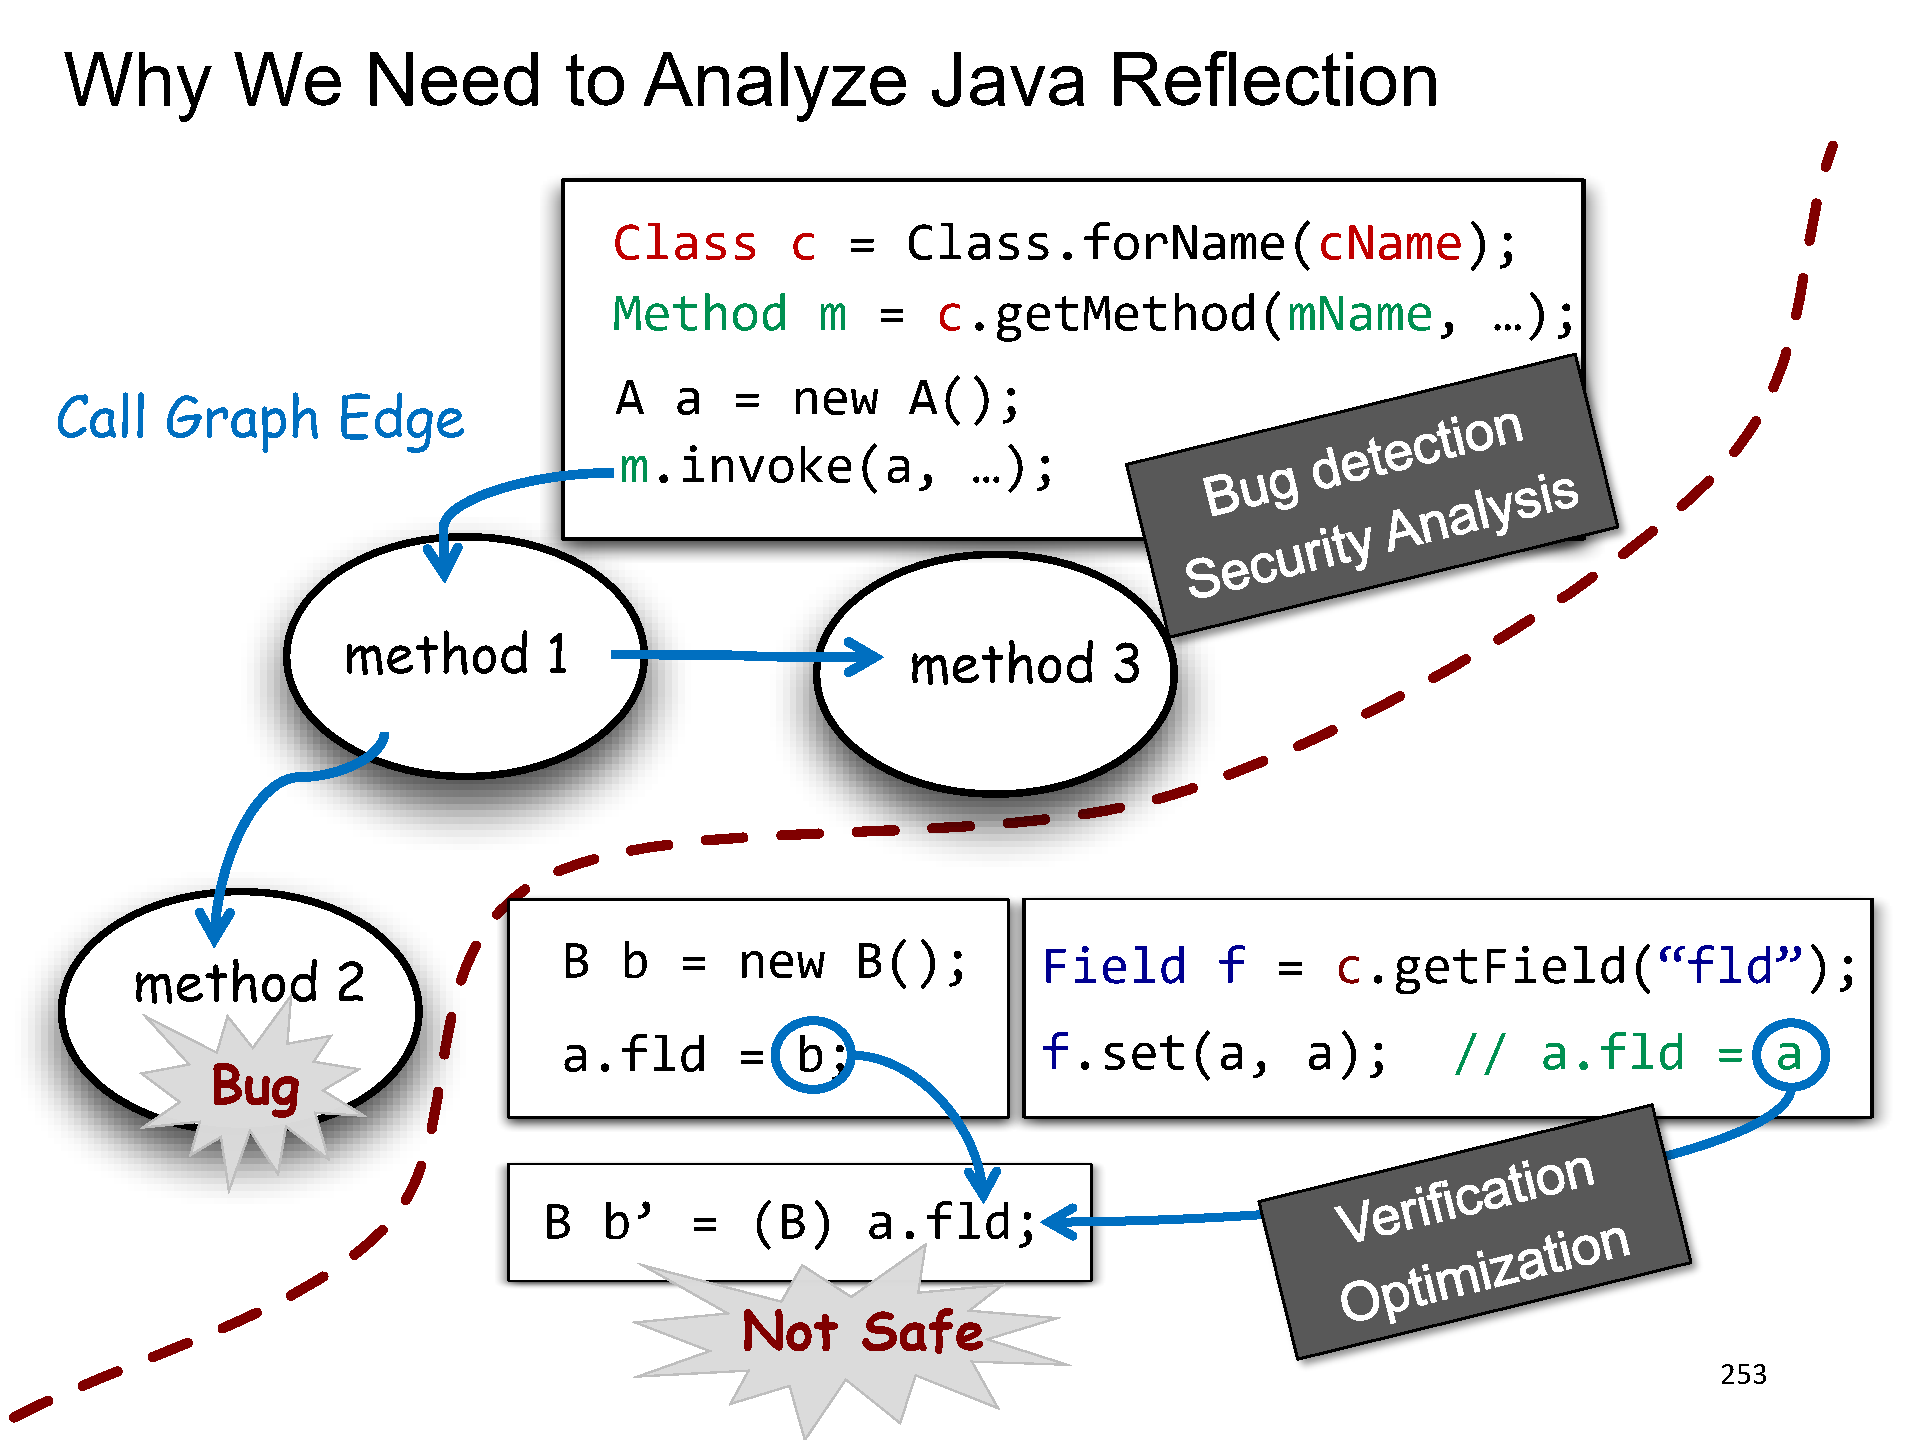 Why We Need to Analyze Java Reflection
Class c = Class.forName(cName);
Method m = c.getMethod(mName, …);
A a = new A();
m.invoke(a, …);
Call Graph Edge
Bug detection
Security Analysis
method 1
method 3
method 2
Bug
B b = new B();
a.fld = b;
Field f = c.getField(“fld”);
f.set(a, a); // a.fld = a
B b’ = (B) a.fld;
Not Safe
Verification
Optimization
253